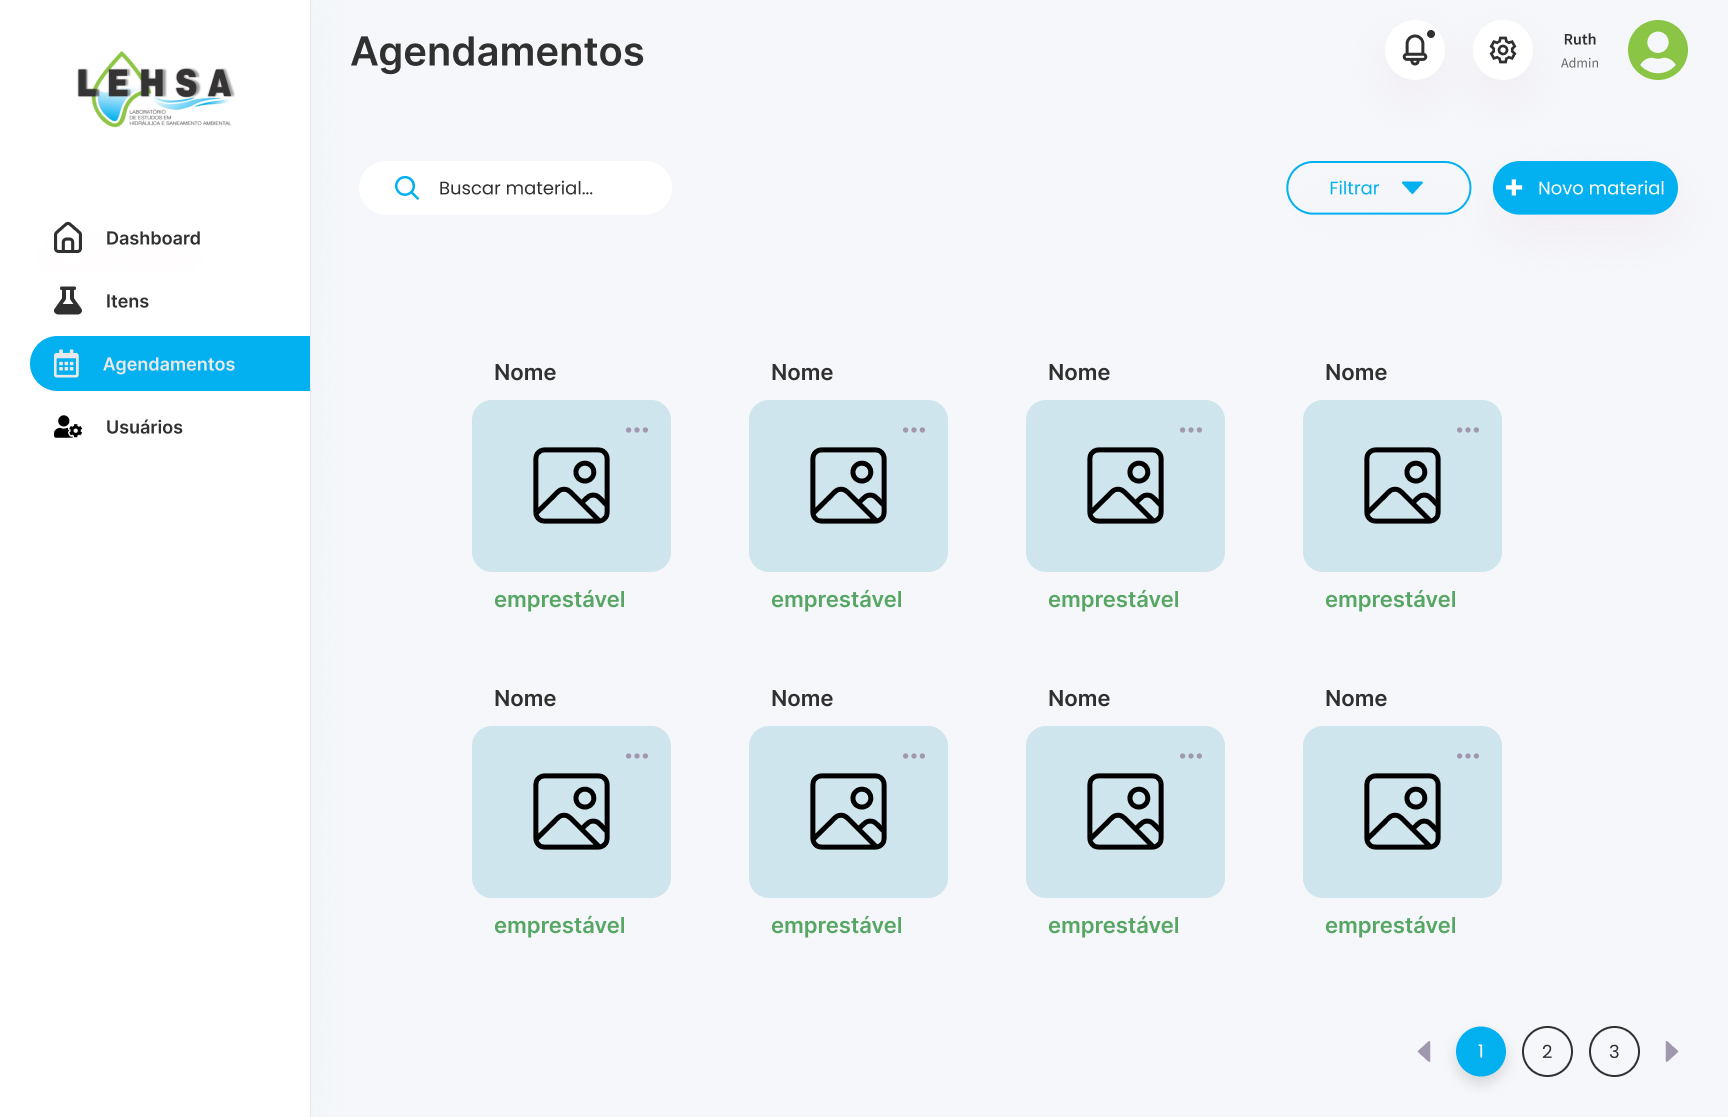 LEHSA
LABORATÓRIO
DE ESTUDOS EM
HIDRÁULICA E SANEAMENTO AMBIENTAL
Dashboard
Itens
Agendamentos
Usuários
Agendamentos
Ruth
Admin
Buscar material...
Filtrar
Novo material
Nome
Nome
Nome
Nome
emprestável
emprestável
emprestável
emprestável
Nome
Nome
Nome
Nome
emprestável
emprestável
emprestável
emprestável
1
2
3